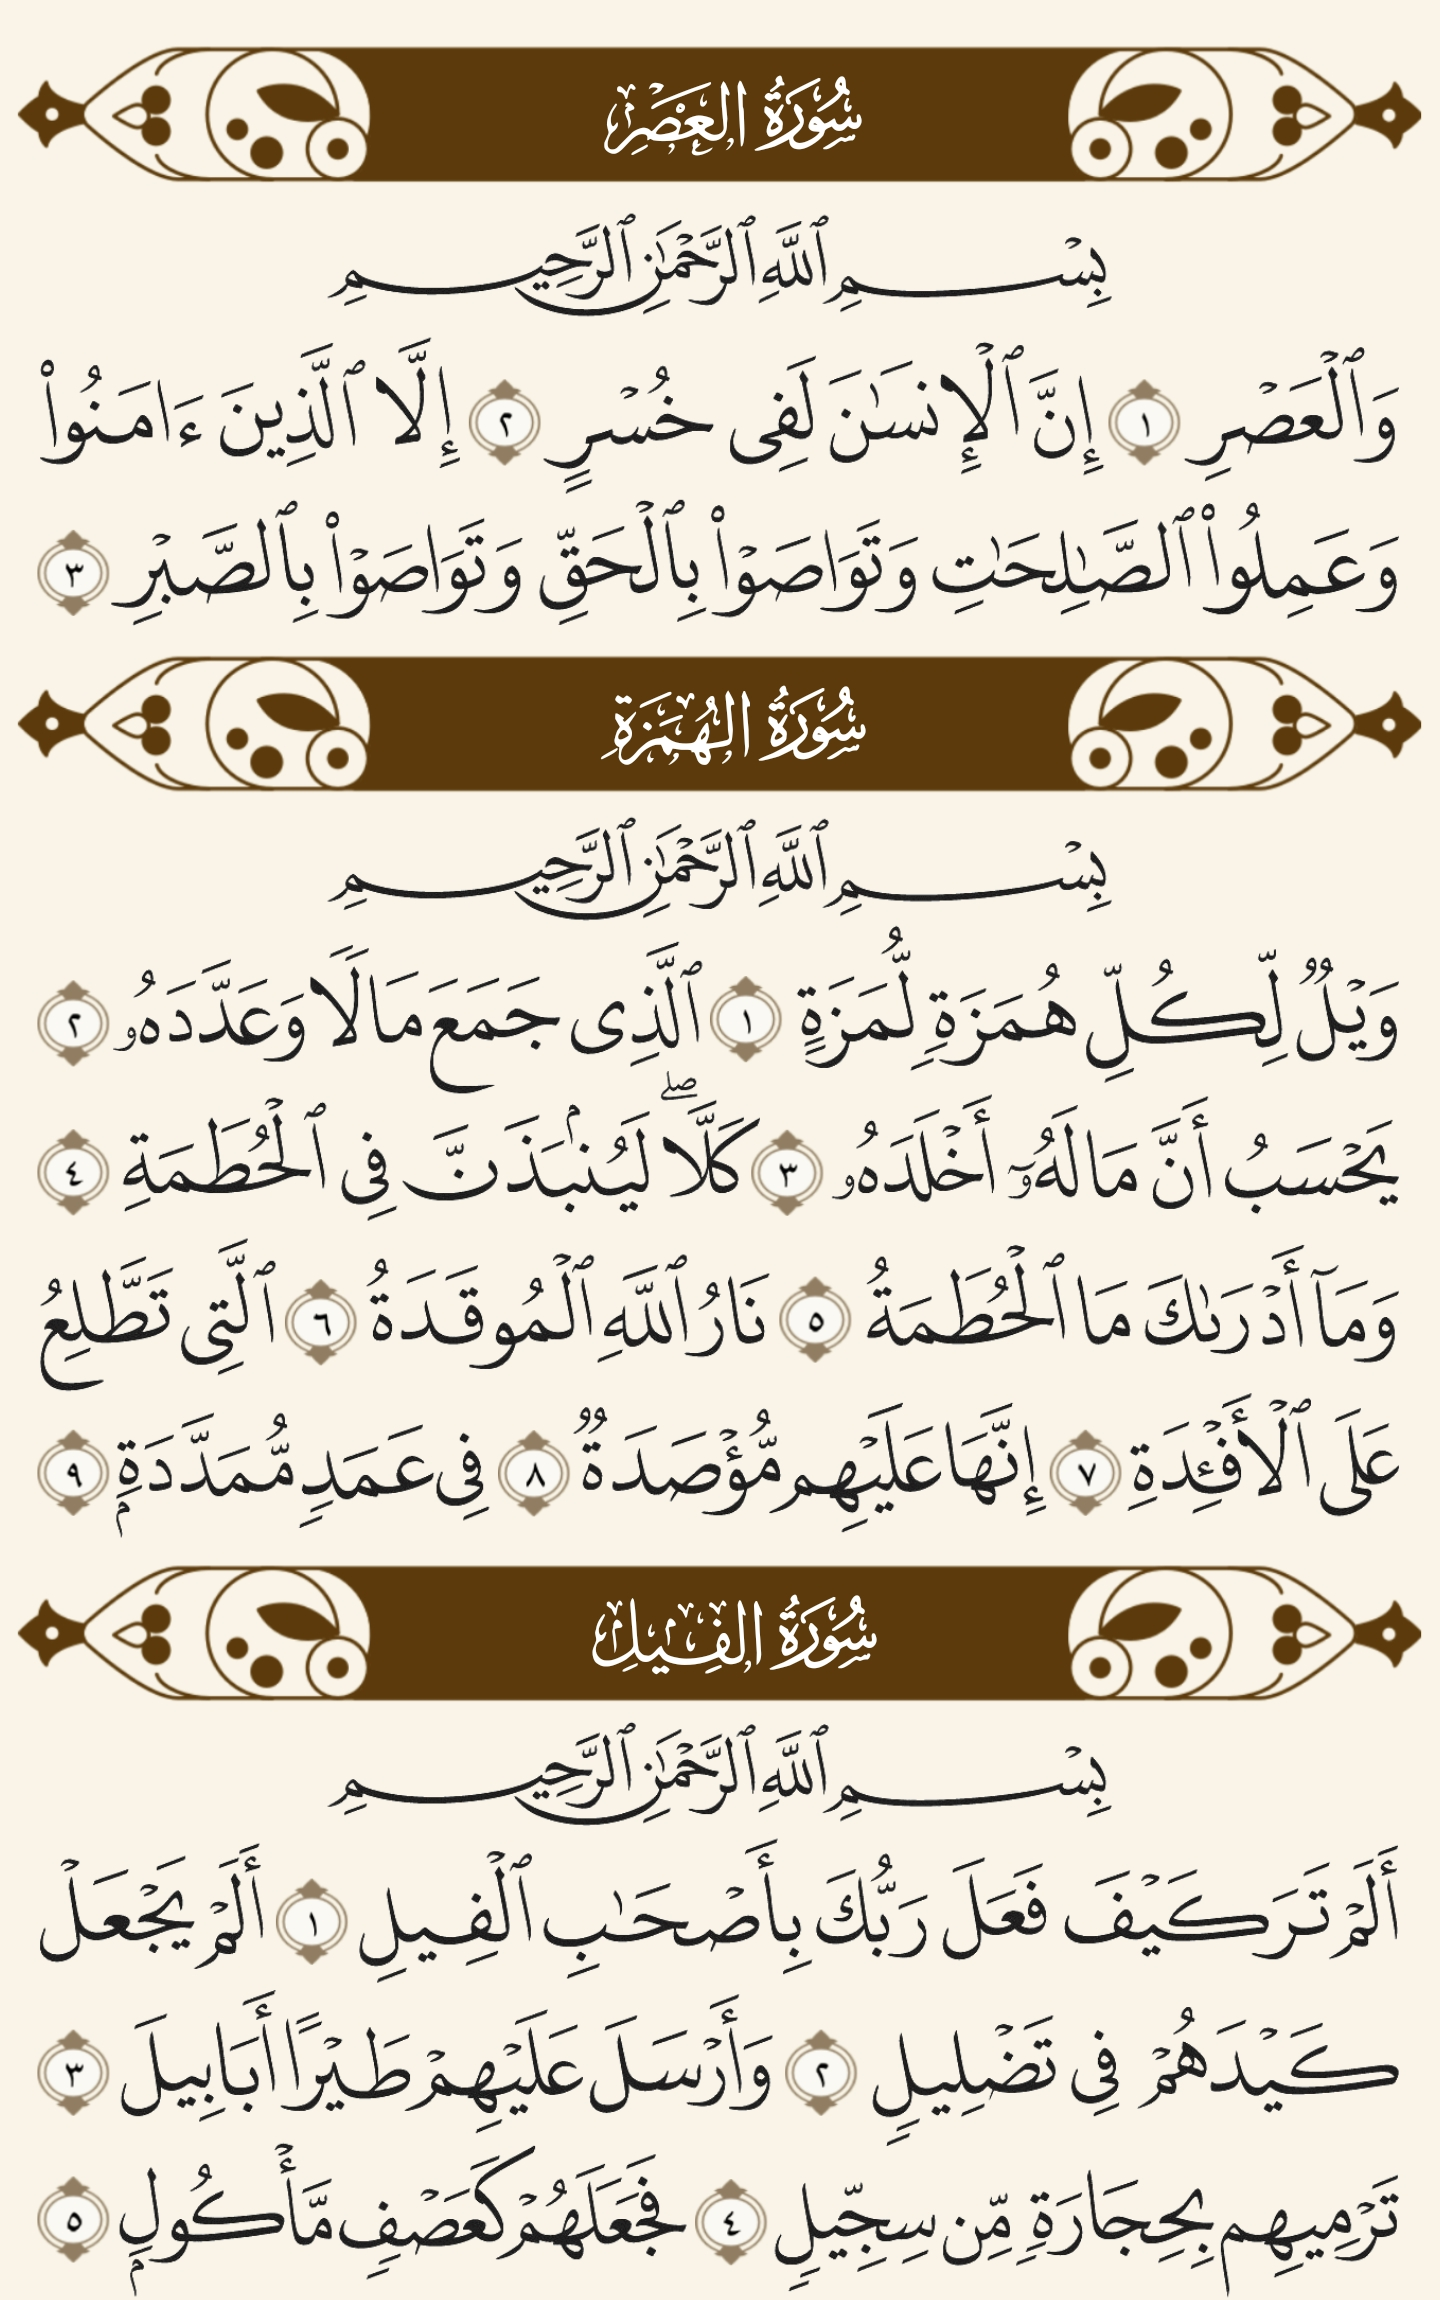 سُورَةُ العَصْرِ
بِسْمِ ٱللَّهِ ٱلرَّحْمَٰنِ ٱلرَّحِيمِ
وَٱلْعَصْرِ ١ إِنَّ ٱلْإِنسَٰنَ لَفِى خُسْرٍ ٢ إِلَّا ٱلَّذِينَ ءَامَنُوا۟
وَعَمِلُوا۟ ٱلصَّٰلِحَٰتِ وَتَوَاصَوْا۟ بِٱلْحَقِّ وَتَوَاصَوْا۟ بِٱلصَّبْرِ ٣
سُورَةُ الهُمَزَةِ
بِسْمِ ٱللَّهِ ٱلرَّحْمَٰنِ ٱلرَّحِيمِ
وَيْلٌ لِّكُلِّ هُمَزَةٍ لُّمَزَةٍ ١ ٱلَّذِى جَمَعَ مَالًا وَعَدَّدَهُۥ ٢
يَحْسَبُ أَنَّ مَالَهُۥٓ أَخْلَدَهُۥ ٣ كَلَّا ۖ لَيُنۢبَذَنَّ فِى ٱلْحُطَمَةِ ٤
وَمَآ أَدْرَىٰكَ مَا ٱلْحُطَمَةُ ٥ نَارُ ٱللَّهِ ٱلْمُوقَدَةُ ٦ ٱلَّتِى تَطَّلِعُ
عَلَى ٱلْأَفْـِٔدَةِ ٧ إِنَّهَا عَلَيْهِم مُّؤْصَدَةٌ ٨ فِى عَمَدٍ مُّمَدَّدَةٍۭ ٩
سُورَةُ الفِيلِ
بِسْمِ ٱللَّهِ ٱلرَّحْمَٰنِ ٱلرَّحِيمِ
أَلَمْ تَرَ كَيْفَ فَعَلَ رَبُّكَ بِأَصْحَٰبِ ٱلْفِيلِ ١ أَلَمْ يَجْعَلْ
كَيْدَهُمْ فِى تَضْلِيلٍ ٢ وَأَرْسَلَ عَلَيْهِمْ طَيْرًا أَبَابِيلَ ٣
تَرْمِيهِم بِحِجَارَةٍ مِّن سِجِّيلٍ ٤ فَجَعَلَهُمْ كَعَصْفٍ مَّأْكُولٍۭ ٥